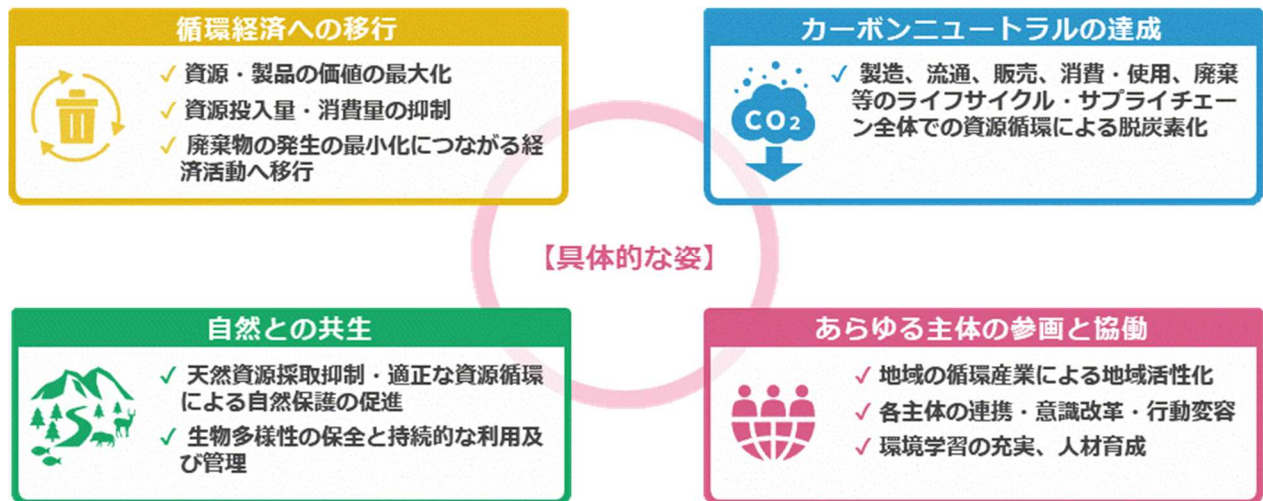 循環経済への移行
✓ 資源・製品の価値の最大化
✓ 資源投入量・消費量の抑制
✓ 廃棄物の発生の最小化につながる経
済活動へ移行
カーボンニュートラルの達成
CO₂
✓ 製造、流通、販売、消費・使用、廃棄
等のライフサイクル・サプライチェー
ン全体での資源循環による脱炭素化
【具体的な姿】
自然との共生
✓ 天然資源採取抑制・適正な資源循環
による自然保護の促進
✓ 生物多様性の保全と持続的な利用及
び管理
あらゆる主体の参画と協働
✓ 地域の循環産業による地域活性化
✓ 各主体の連携・意識改革・行動変容
✓ 環境学習の充実、人材育成